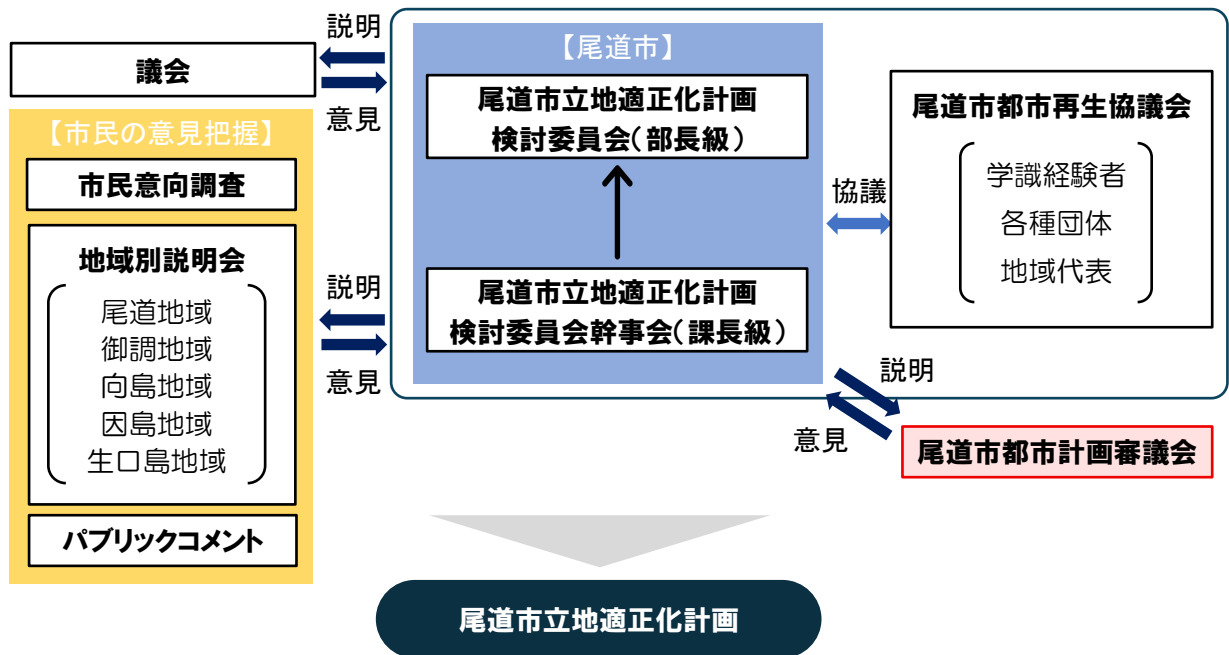 説明
議会
意見
【市民の意見把握】
市民意向調査
地域別説明会
尾道地域
御調地域
向島地域
因島地域
生口島地域
パブリックコメント
説明
意見
【尾道市】
尾道市立地適正化計画
検討委員会(部長級)
尾道市立地適正化計画
検討委員会幹事会(課長級)
協議
尾道市都市再生協議会
学識経験者
各種団体
地域代表
説明
意見
尾道市都市計画審議会
尾道市立地適正化計画